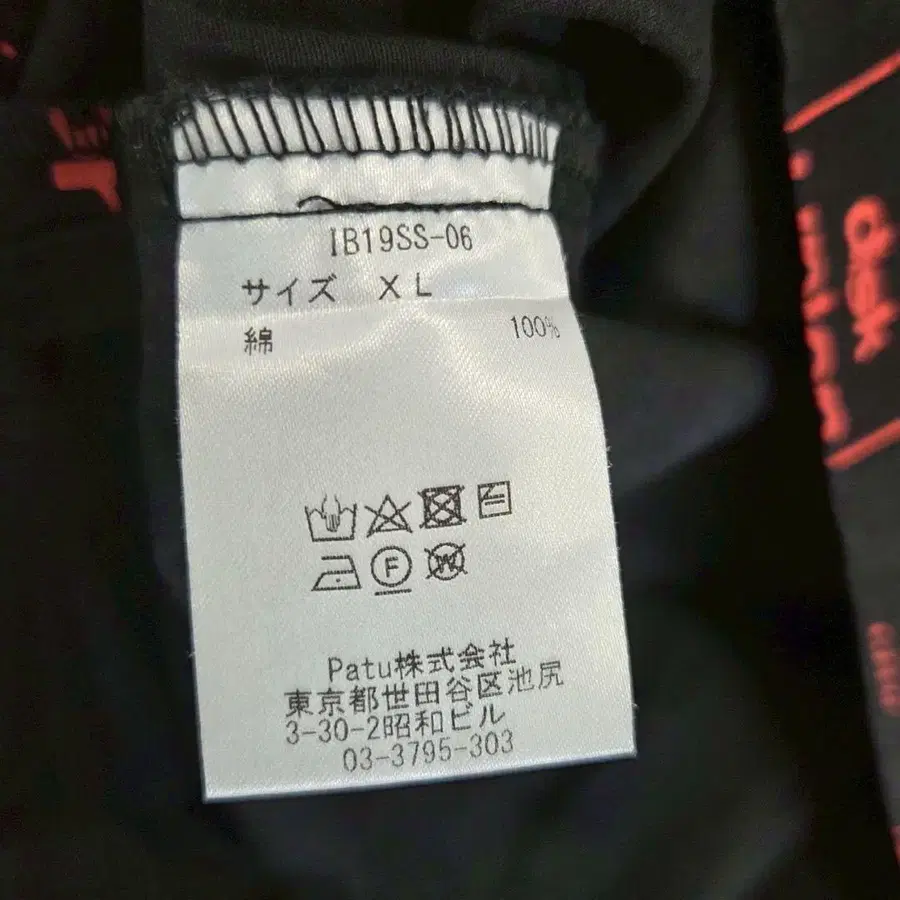 IB19SS-06
サイズ XL
綿 100%
F
W
Patu株式会社
東京都世田谷区池尻
3-30-2昭和ビル
03-3795-303
disk